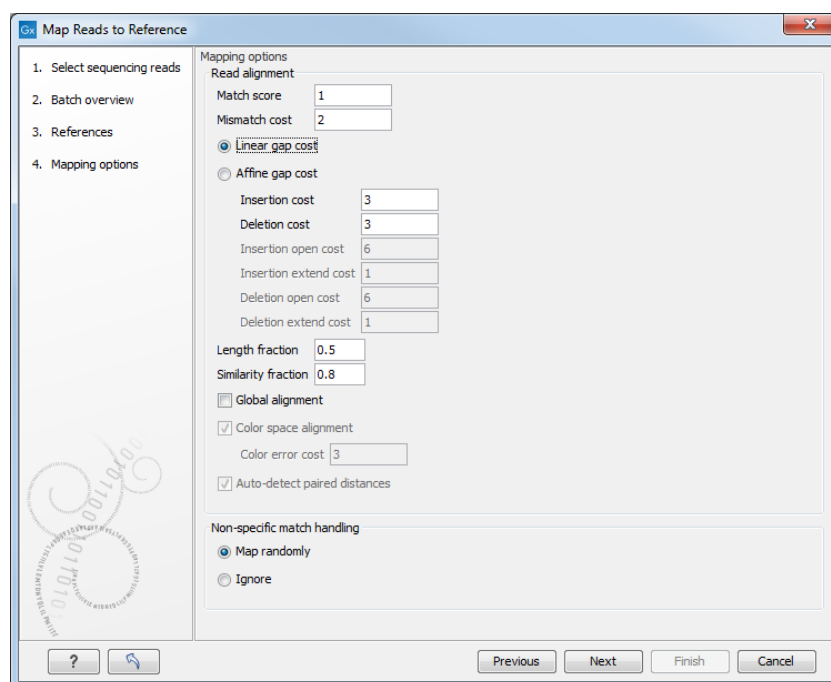 Gx Map Reads to Reference
1. Select sequencing reads
2. Batch overview
3. References
4. Mapping options
Mapping options
Read alignment
Match score 1
Mismatch cost 2
Linear gap cost
Affine gap cost
Insertion cost 3
Deletion cost 3
Insertion open cost 6
Insertion extend cost 1
Deletion open cost 6
Deletion extend cost 1
Length fraction 0.5
Similarity fraction 0.8
Global alignment
Color space alignment
Color error cost 3
Auto-detect paired distances
Non-specific match handling
Map randomly
Ignore
? Previous Next Finish Cancel